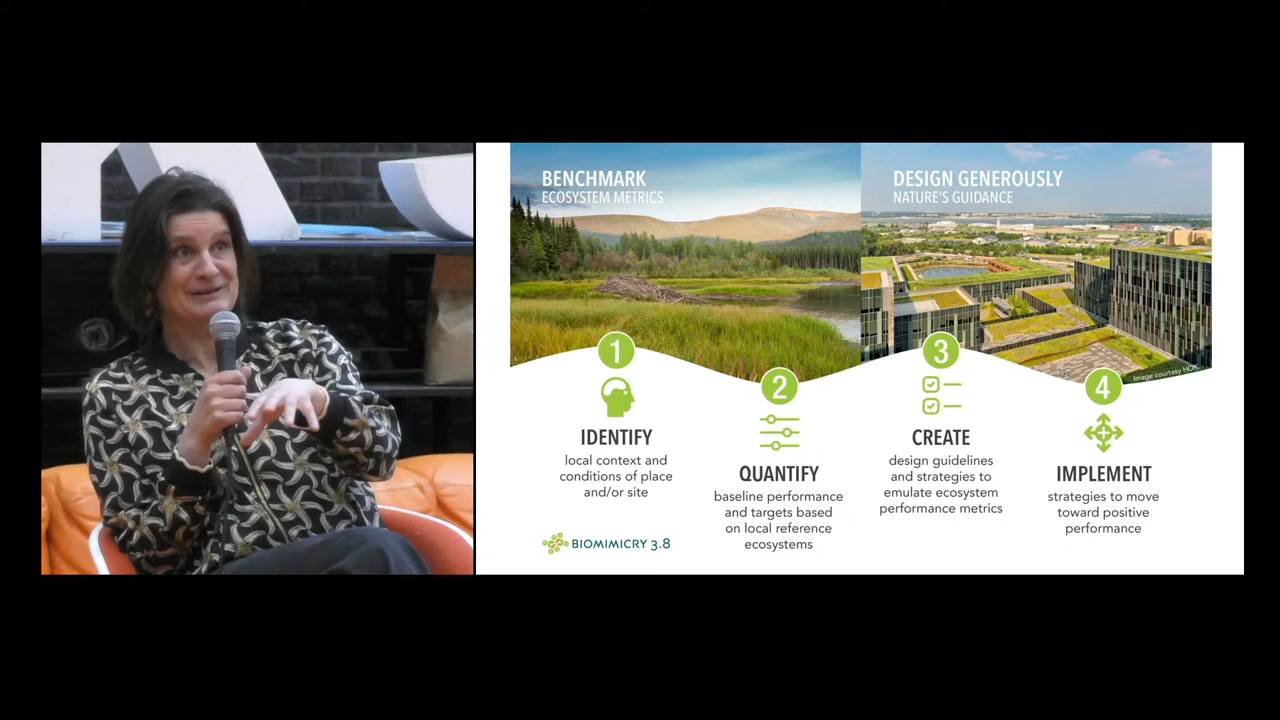 BENCHMARK
ECOSYSTEM METRICS
DESIGN GENEROUSLY
NATURE'S GUIDANCE
Image courtesy HOK
1
IDENTIFY
local context and
conditions of place
and/or site
2
QUANTIFY
baseline performance
and targets based
on local reference
ecosystems
3
CREATE
design guidelines
and strategies to
emulate ecosystem
performance metrics
4
IMPLEMENT
strategies to move
toward positive
performance
BIOMIMICRY 3.8